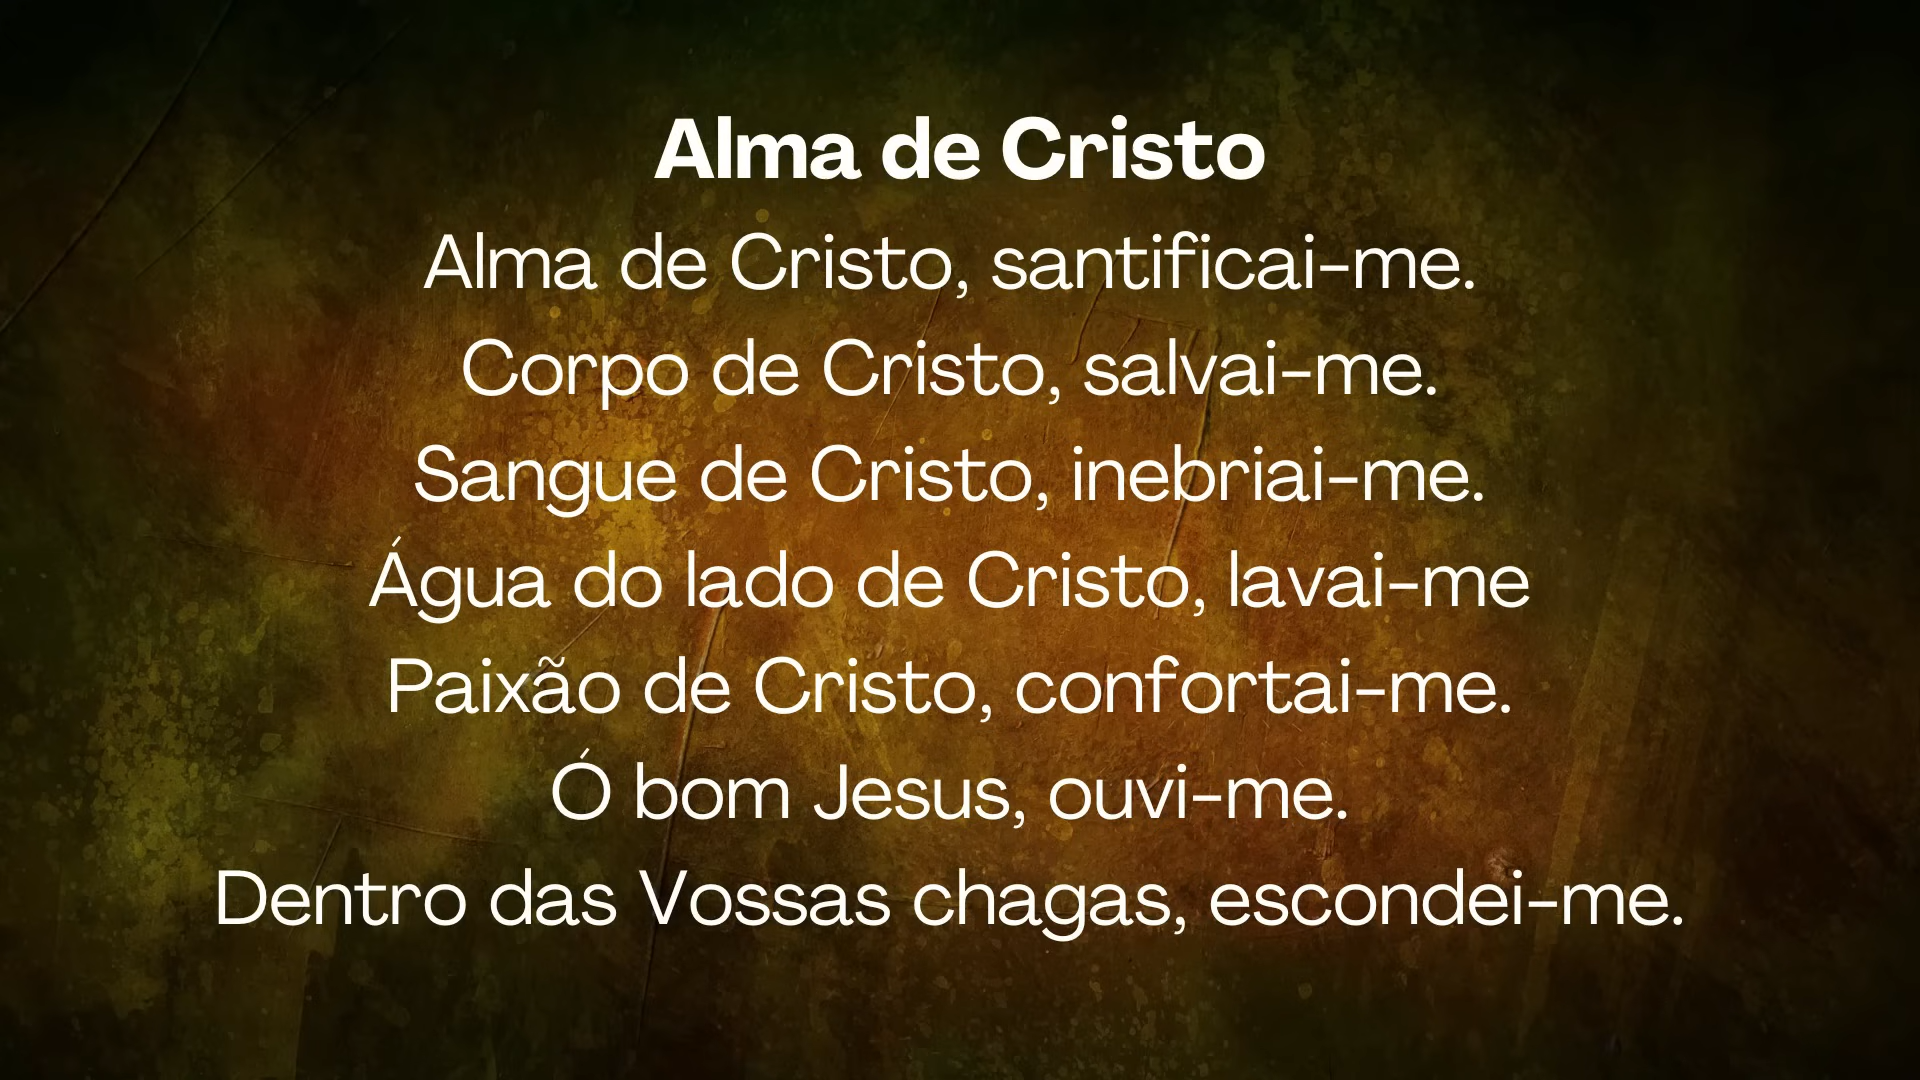 Alma de Cristo
Alma de Cristo, santificai-me.
Corpo de Cristo, salvai-me.
Sangue de Cristo, inebriai-me.
Água do lado de Cristo, lavai-me
Paixão de Cristo, confortai-me.
Ó bom Jesus, ouvi-me.
Dentro das Vossas chagas, escondei-me.